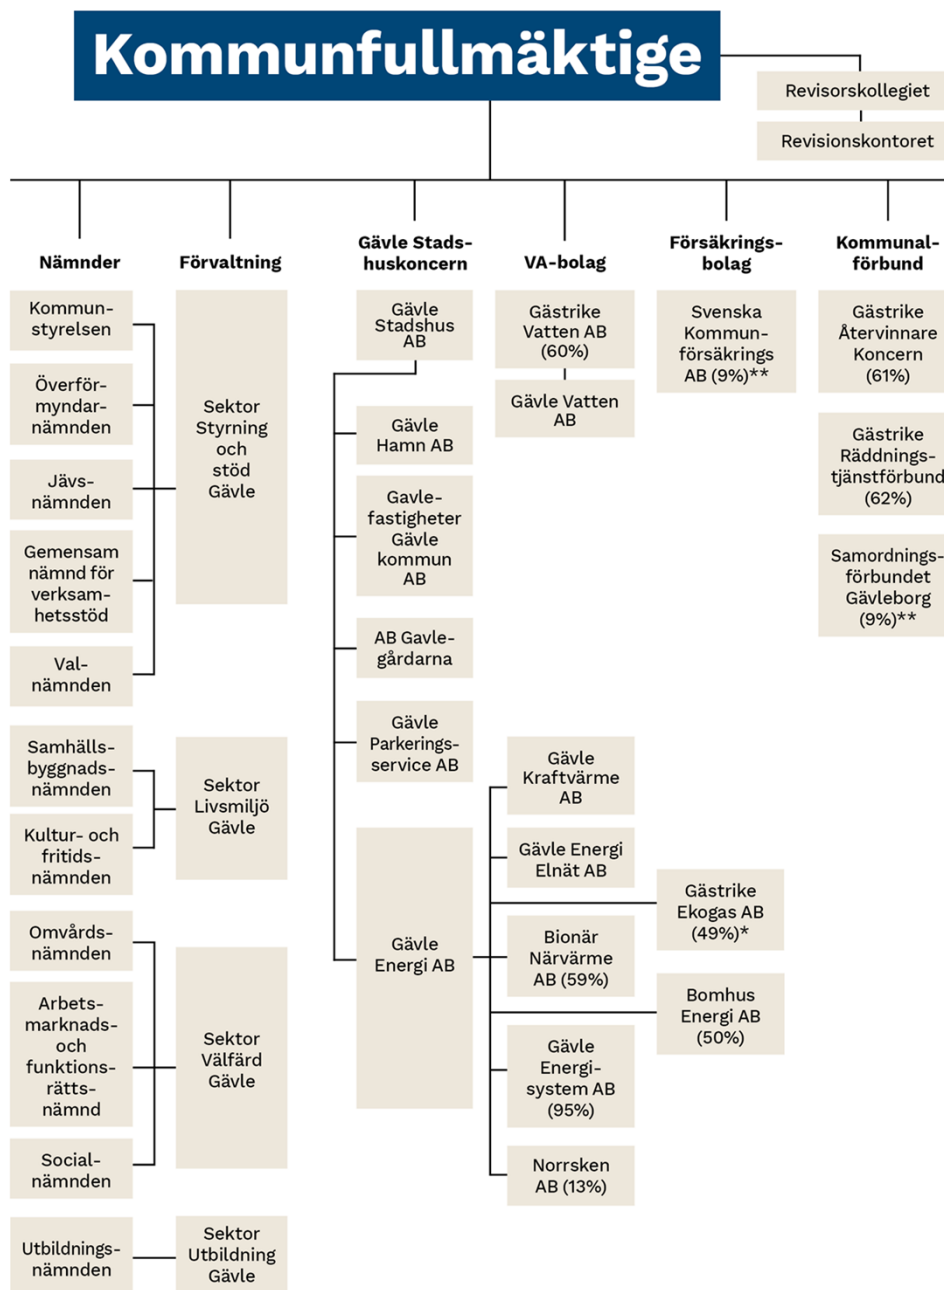 Kommunfullmäktige
Revisorskollegiet
Revisionskontoret
Nämnder
Kommun-
styrelsen
Överför-
myndar-
nämnden
Jävs-
nämnden
Gemensam
nämnd för
verksam-
hetsstöd
Val-
nämnden
Samhälls-
byggnads-
nämnden
Kultur- och
fritids-
nämnden
Omvårds-
nämnden
Arbets-
marknads-
och
funktions-
rätts-
nämnd
Social-
nämnden
Utbildnings-
nämnden
Förvaltning
Sektor
Styrning
och
stöd
Gävle
Sektor
Livsmiljö
Gävle
Sektor
Välfärd
Gävle
Sektor
Utbildning
Gävle
Gävle Stads-
huskoncern
Gävle
Stadshus
AB
Gävle
Hamn AB
Gavle-
fastigheter
Gävle
kommun
AB
AB Gavle-
gårdarna
Gävle
Parkerings-
service AB
Gävle
Energi AB
Gävle
Kraftvärme
AB
Gävle Energi
Elnät AB
Gästrike
Ekogas AB
(49%)*
Bionär
Närvärme
AB (59%)
Bomhus
Energi AB
(50%)
Gävle
Energi-
system AB
(95%)
Norrsken
AB (13%)
VA-bolag
Gästrike
Vatten AB
(60%)
Gävle Vatten
AB
Försäkrings-
bolag
Svenska
Kommun-
försäkrings
AB (9%)**
Kommunal-
förbund
Gästrike
Återvinnare
Koncern
(61%)
Gästrike
Räddnings-
tjänstförbund
(62%)
Samordnings-
förbundet
Gävleborg
(9%)**